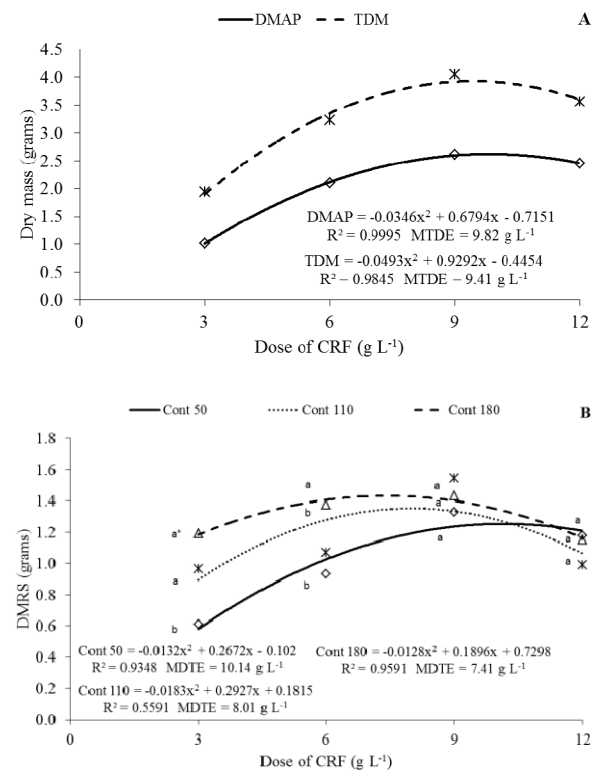 DMAP TDM A
4.5
4.0
3.5
3.0
2.5
2.0
1.5
1.0
0.5
0.0
Dry mass (grams)
DMAP = -0.0346x² + 0.6794x - 0.7151
R² = 0.9995 MTDE = 9.82 g L⁻¹
TDM = -0.0493x² + 0.9292x - 0.4454
R² − 0.9845 MTDE − 9.41 g L⁻¹
0 3 6 9 12
Dose of CRF (g L⁻¹)
Cont 50 Cont 110 Cont 180 B
1.8
1.6
1.4
1.2
1.0
0.8
0.6
0.4
0.2
0.0
DMRS (grams)
a a a
b a
a* a
a a
b b a
Cont 50 = -0.0132x² + 0.2672x - 0.102 Cont 180 = -0.0128x² + 0.1896x + 0.7298
R² = 0.9348 MDTE = 10.14 g L⁻¹ R² = 0.9591 MDTE = 7.41 g L⁻¹
Cont 110 = -0.0183x² + 0.2927x + 0.1815
R² = 0.5591 MDTE = 8.01 g L⁻¹
0 3 6 9 12
Dose of CRF (g L⁻¹)